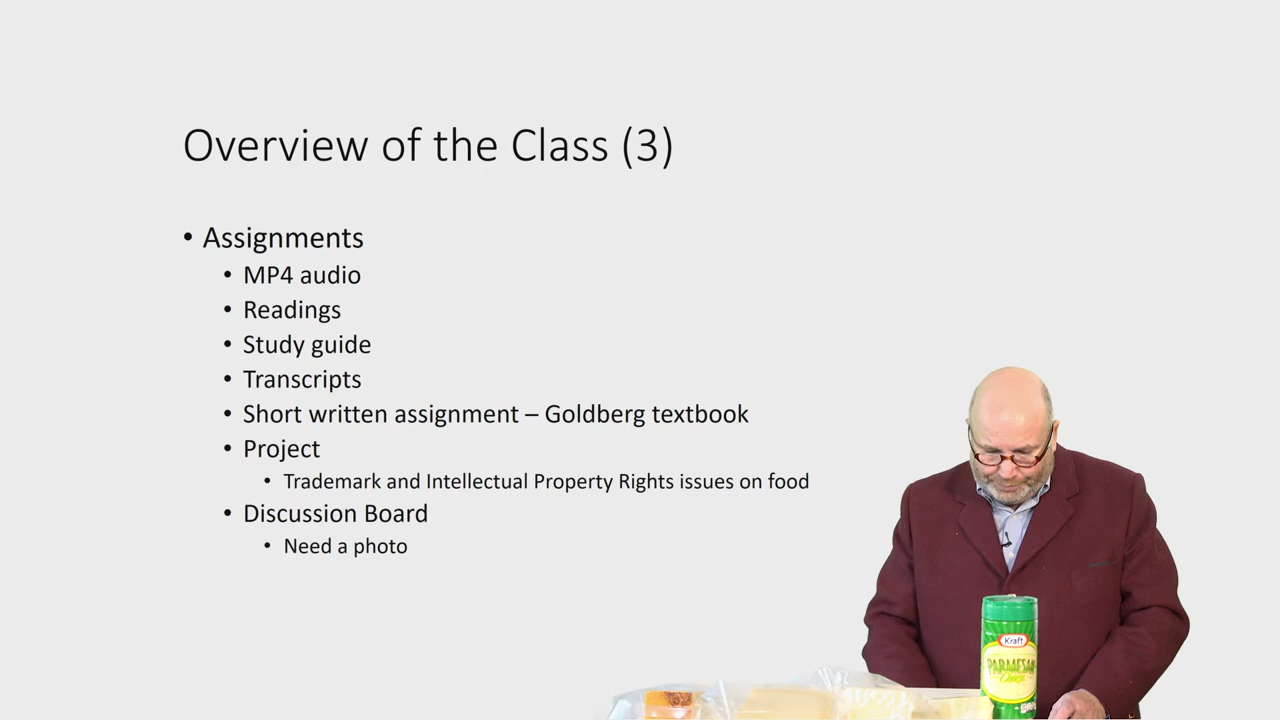 Overview of the Class (3)
• Assignments
• MP4 audio
• Readings
• Study guide
• Transcripts
• Short written assignment – Goldberg textbook
• Project
• Trademark and Intellectual Property Rights issues on food
• Discussion Board
• Need a photo
Kraft
PARMESAN
Cheese